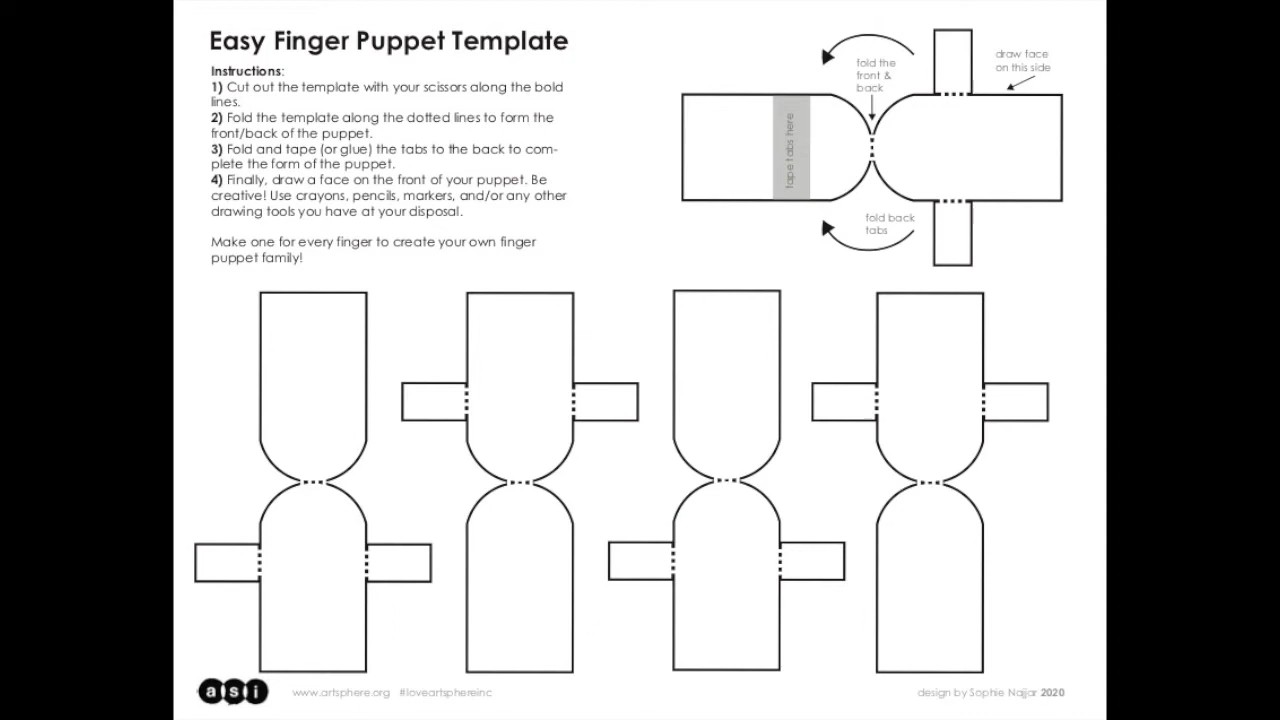 Easy Finger Puppet Template
Instructions:
1) Cut out the template with your scissors along the bold
lines.
2) Fold the template along the dotted lines to form the
front/back of the puppet.
3) Fold and tape (or glue) the tabs to the back to com-
plete the form of the puppet.
4) Finally, draw a face on the front of your puppet. Be
creative! Use crayons, pencils, markers, and/or any other
drawing tools you have at your disposal.
Make one for every finger to create your own finger
puppet family!
fold the
front &
back
draw face
on this side
tape tabs here
fold back
tabs
asi
www.artsphere.org #loveartsphereinc
design by Sophie Najjar 2020